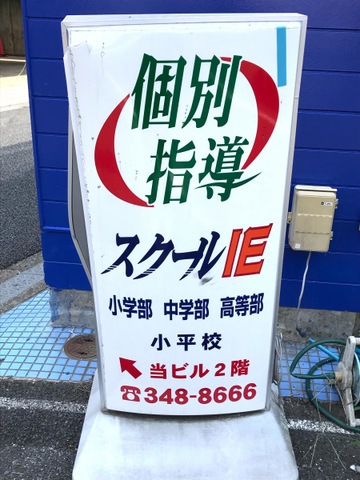 個別
指導
スクールIE
小学部 中学部 高等部
小平校
↖当ビル2階
☎348-8666